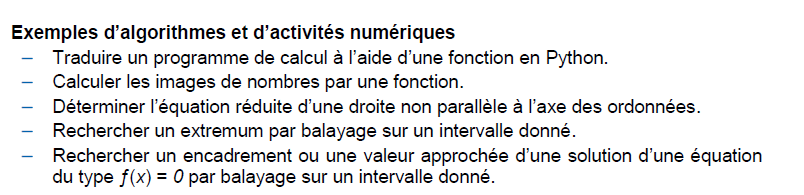 Exemples d’algorithmes et d’activités numériques
– Traduire un programme de calcul à l’aide d’une fonction en Python.
– Calculer les images de nombres par une fonction.
– Déterminer l’équation réduite d’une droite non parallèle à l’axe des ordonnées.
– Rechercher un extremum par balayage sur un intervalle donné.
– Rechercher un encadrement ou une valeur approchée d’une solution d’une équation
du type ƒ(x) = 0 par balayage sur un intervalle donné.